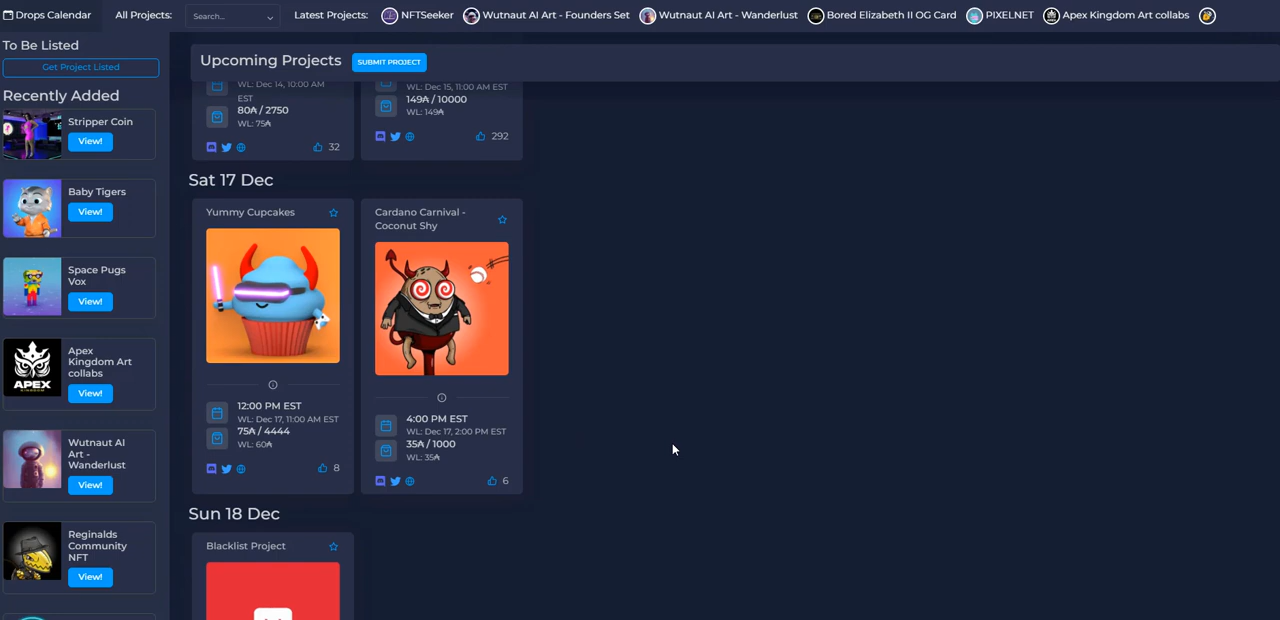 Drops Calendar
All Projects:
Search...
Latest Projects:
NFTSeeker
Wutnaut AI Art - Founders Set
Wutnaut AI Art - Wanderlust
Bored Elizabeth II OG Card
PIXELNET
Apex Kingdom Art collabs
To Be Listed
Get Project Listed
Recently Added
Stripper Coin
View!
Baby Tigers
View!
Space Pugs
Vox
View!
APEX
Apex
Kingdom Art
collabs
View!
Wutnaut AI
Art -
Wanderlust
View!
Reginalds
Community
NFT
View!
Upcoming Projects
SUBMIT PROJECT
WL: Dec 14, 10:00 AM
EST
80₳ / 2750
WL: 75₳
32
WL: Dec 15, 11:00 AM EST
149₳ / 10000
WL: 149₳
292
Sat 17 Dec
Yummy Cupcakes
12:00 PM EST
WL: Dec 17, 11:00 AM EST
75₳ / 4444
WL: 60₳
8
Cardano Carnival -
Coconut Shy
4:00 PM EST
WL: Dec 17, 2:00 PM EST
35₳ / 1000
WL: 35₳
6
Sun 18 Dec
Blacklist Project